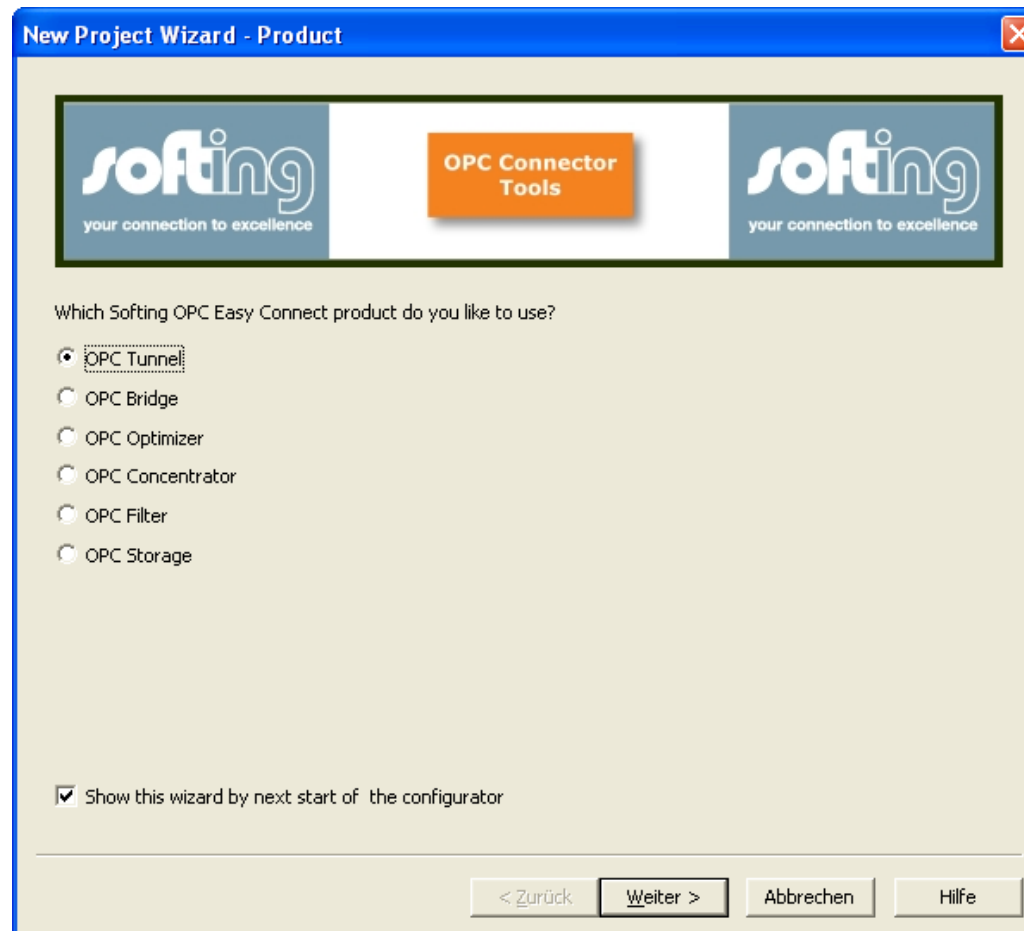 New Project Wizard - Product
softing
your connection to excellence
OPC Connector
Tools
softing
your connection to excellence
Which Softing OPC Easy Connect product do you like to use?
OPC Tunnel
OPC Bridge
OPC Optimizer
OPC Concentrator
OPC Filter
OPC Storage
Show this wizard by next start of the configurator
< Zurück
Weiter >
Abbrechen
Hilfe